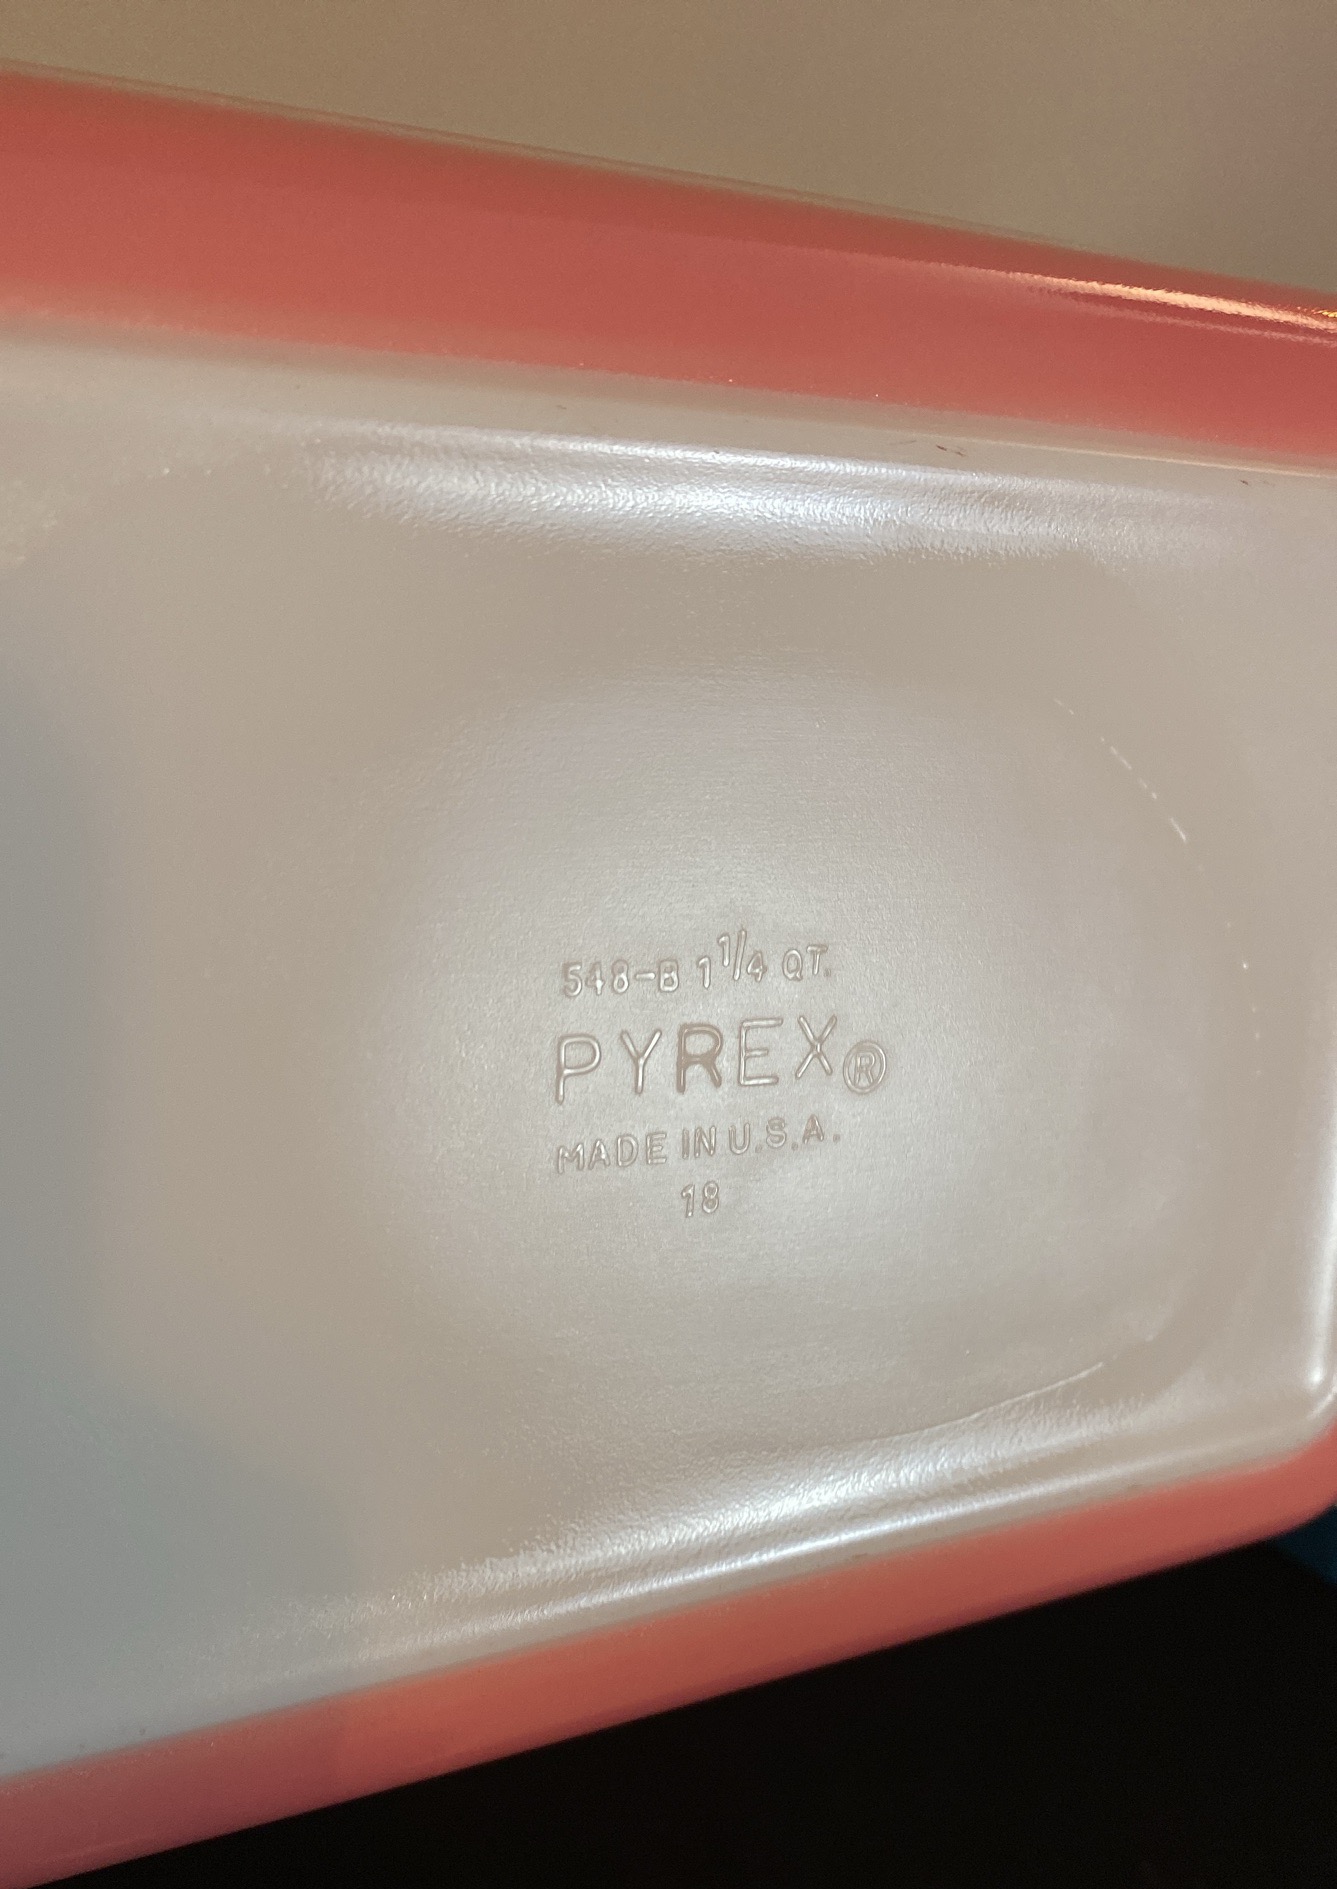 548-B 1 1/4 QT.
PYREX®
MADE IN U.S.A.
18